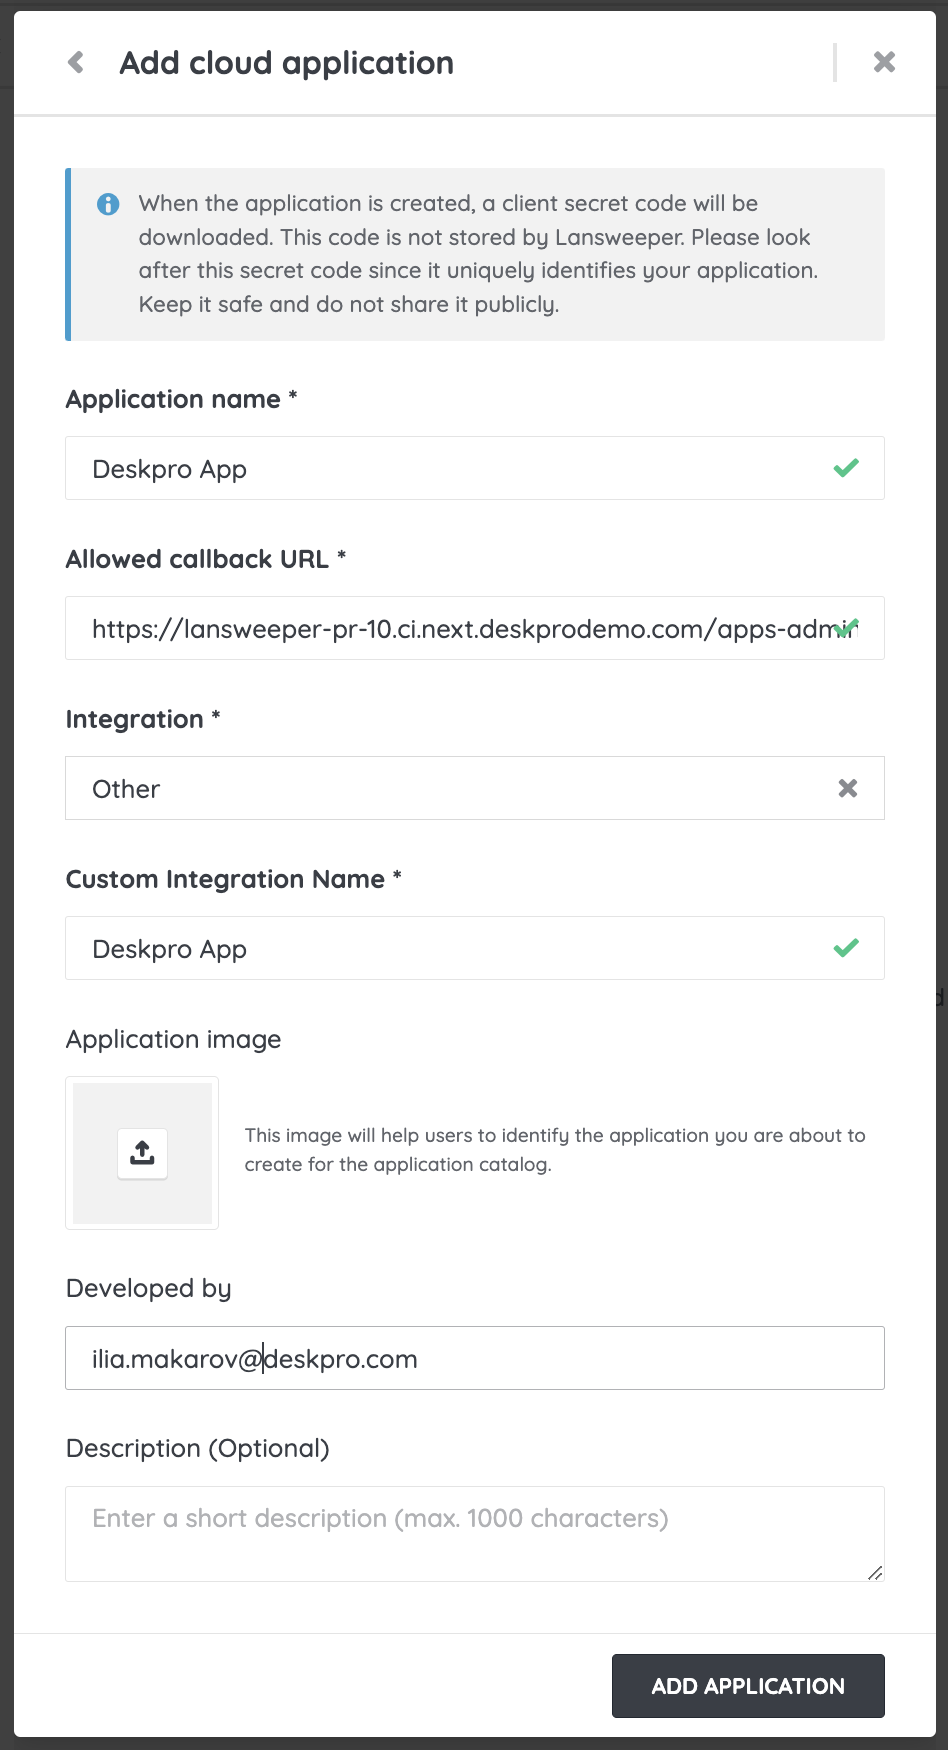 Add cloud application
When the application is created, a client secret code will be
downloaded. This code is not stored by Lansweeper. Please look
after this secret code since it uniquely identifies your application.
Keep it safe and do not share it publicly.
Application name *
Deskpro App
Allowed callback URL *
https://lansweeper-pr-10.ci.next.deskprodemo.com/apps-admin
Integration *
Other
Custom Integration Name *
Deskpro App
Application image
This image will help users to identify the application you are about to
create for the application catalog.
Developed by
ilia.makarov@deskpro.com
Description (Optional)
Enter a short description (max. 1000 characters)
ADD APPLICATION